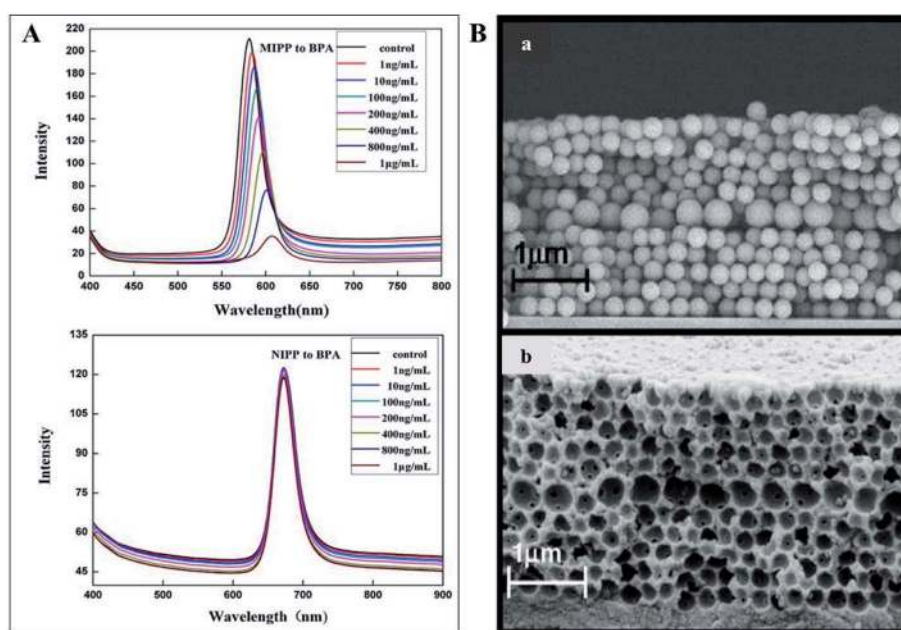 A
MIPP to BPA
control
1ng/mL
10ng/mL
100ng/mL
200ng/mL
400ng/mL
800ng/mL
1µg/mL
Intensity
220
200
180
160
140
120
100
80
60
40
20
0
400 450 500 550 600 650 700 750 800
Wavelength(nm)
NIPP to BPA
control
1ng/mL
10ng/mL
100ng/mL
200ng/mL
400ng/mL
800ng/mL
1µg/mL
Intensity
135
120
105
90
75
60
45
400 500 600 700 800 900
Wavelength (nm)
B
a
1µm
b
1µm